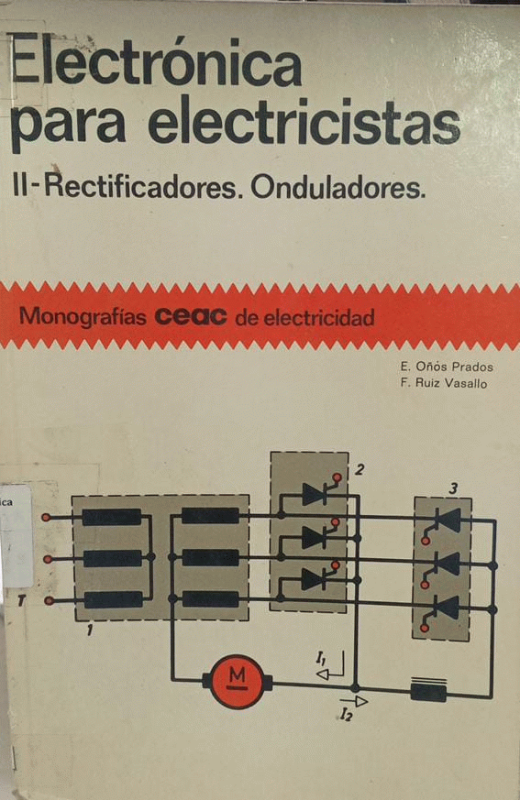 Electrónica
para electricistas
II-Rectificadores. Onduladores.
Monografías ceac de electricidad
E. Oñós Prados
F. Ruiz Vasallo
2
3
ica
T
1
M
I₁
I₂